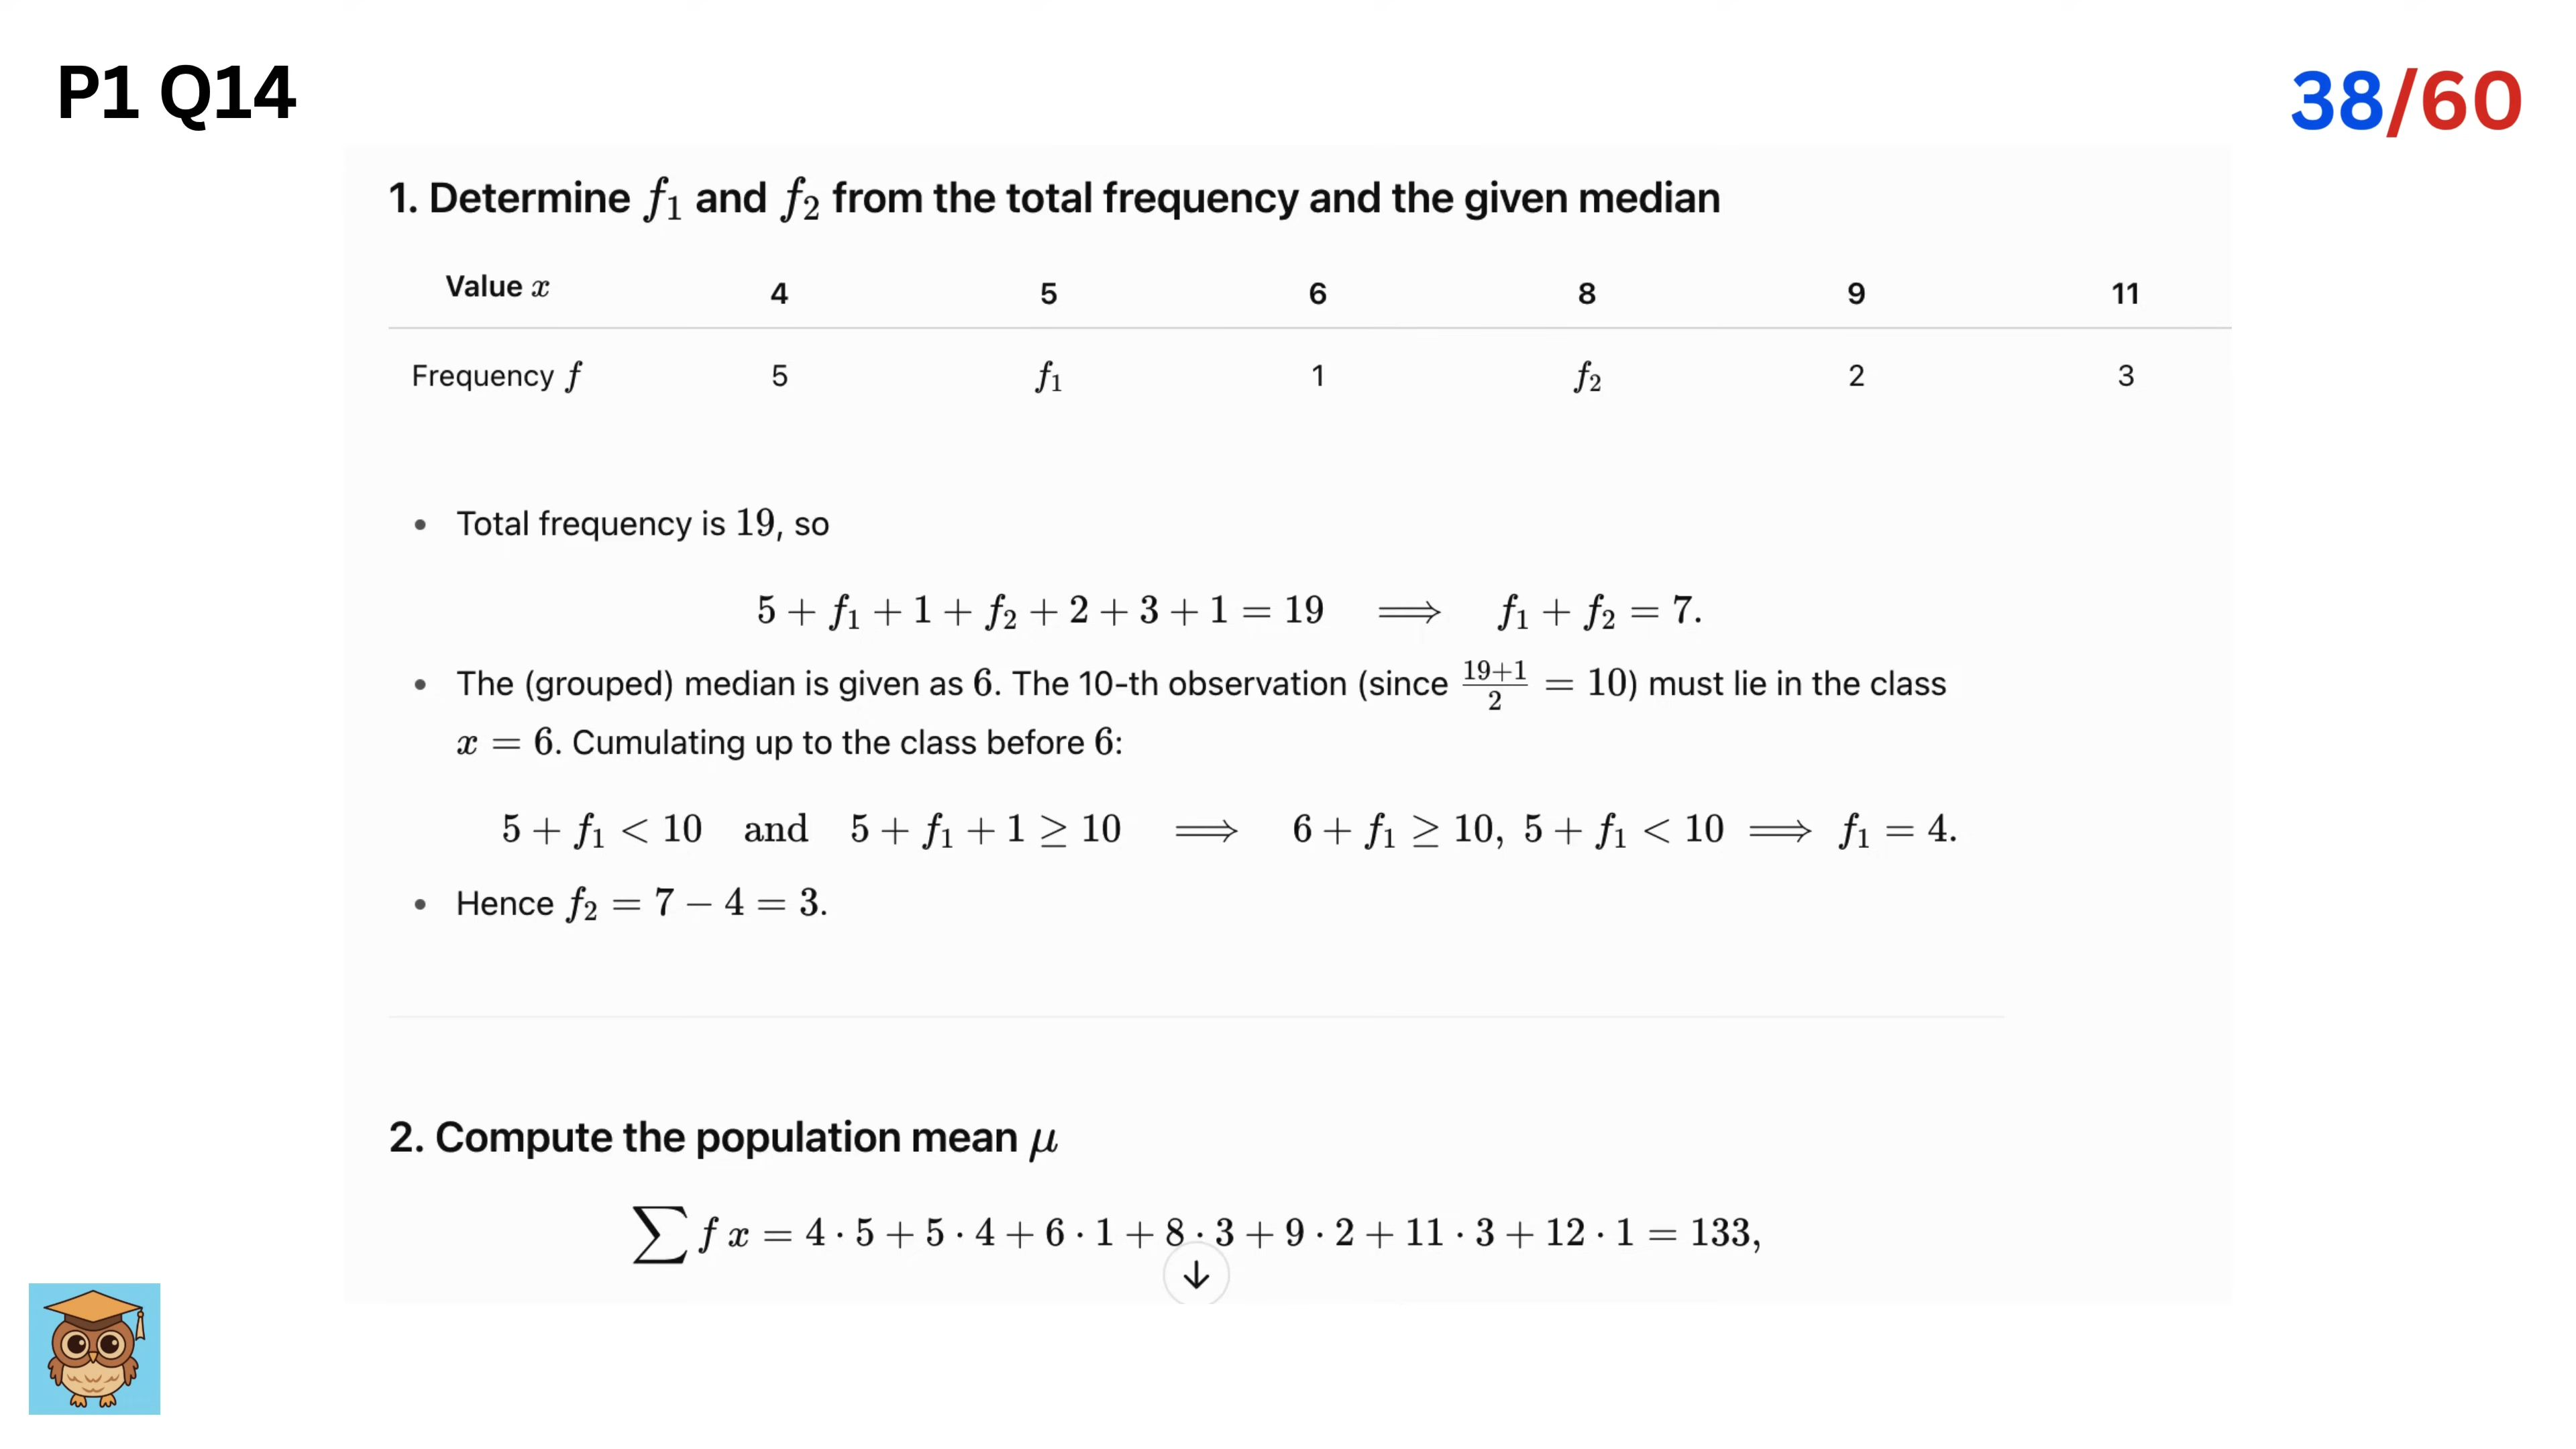 P1 Q14
38/60
1. Determine f₁ and f₂ from the total frequency and the given median
Value x 4 5 6 8 9 11
Frequency f 5 f₁ 1 f₂ 2 3
• Total frequency is 19, so
5 + f₁ + 1 + f₂ + 2 + 3 + 1 = 19 ⟹ f₁ + f₂ = 7.
• The (grouped) median is given as 6. The 10-th observation (since \frac{19+1}{2} = 10) must lie in the class
x = 6. Cumulating up to the class before 6:
5 + f₁ < 10 and 5 + f₁ + 1 ≥ 10 ⟹ 6 + f₁ ≥ 10, 5 + f₁ < 10 ⟹ f₁ = 4.
• Hence f₂ = 7 − 4 = 3.
2. Compute the population mean μ
∑ f x = 4 · 5 + 5 · 4 + 6 · 1 + 8 · 3 + 9 · 2 + 11 · 3 + 12 · 1 = 133,